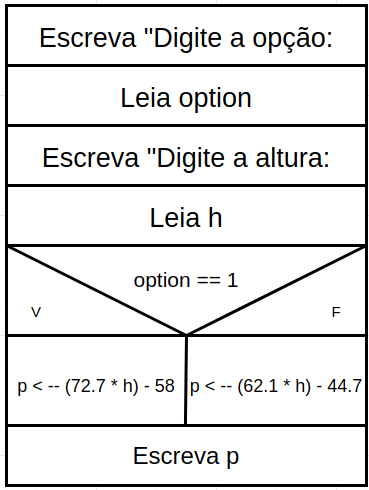 Escreva "Digite a opção:
Leia option
Escreva "Digite a altura:
Leia h
option == 1
V
F
p < -- (72.7 * h) - 58
p < -- (62.1 * h) - 44.7
Escreva p